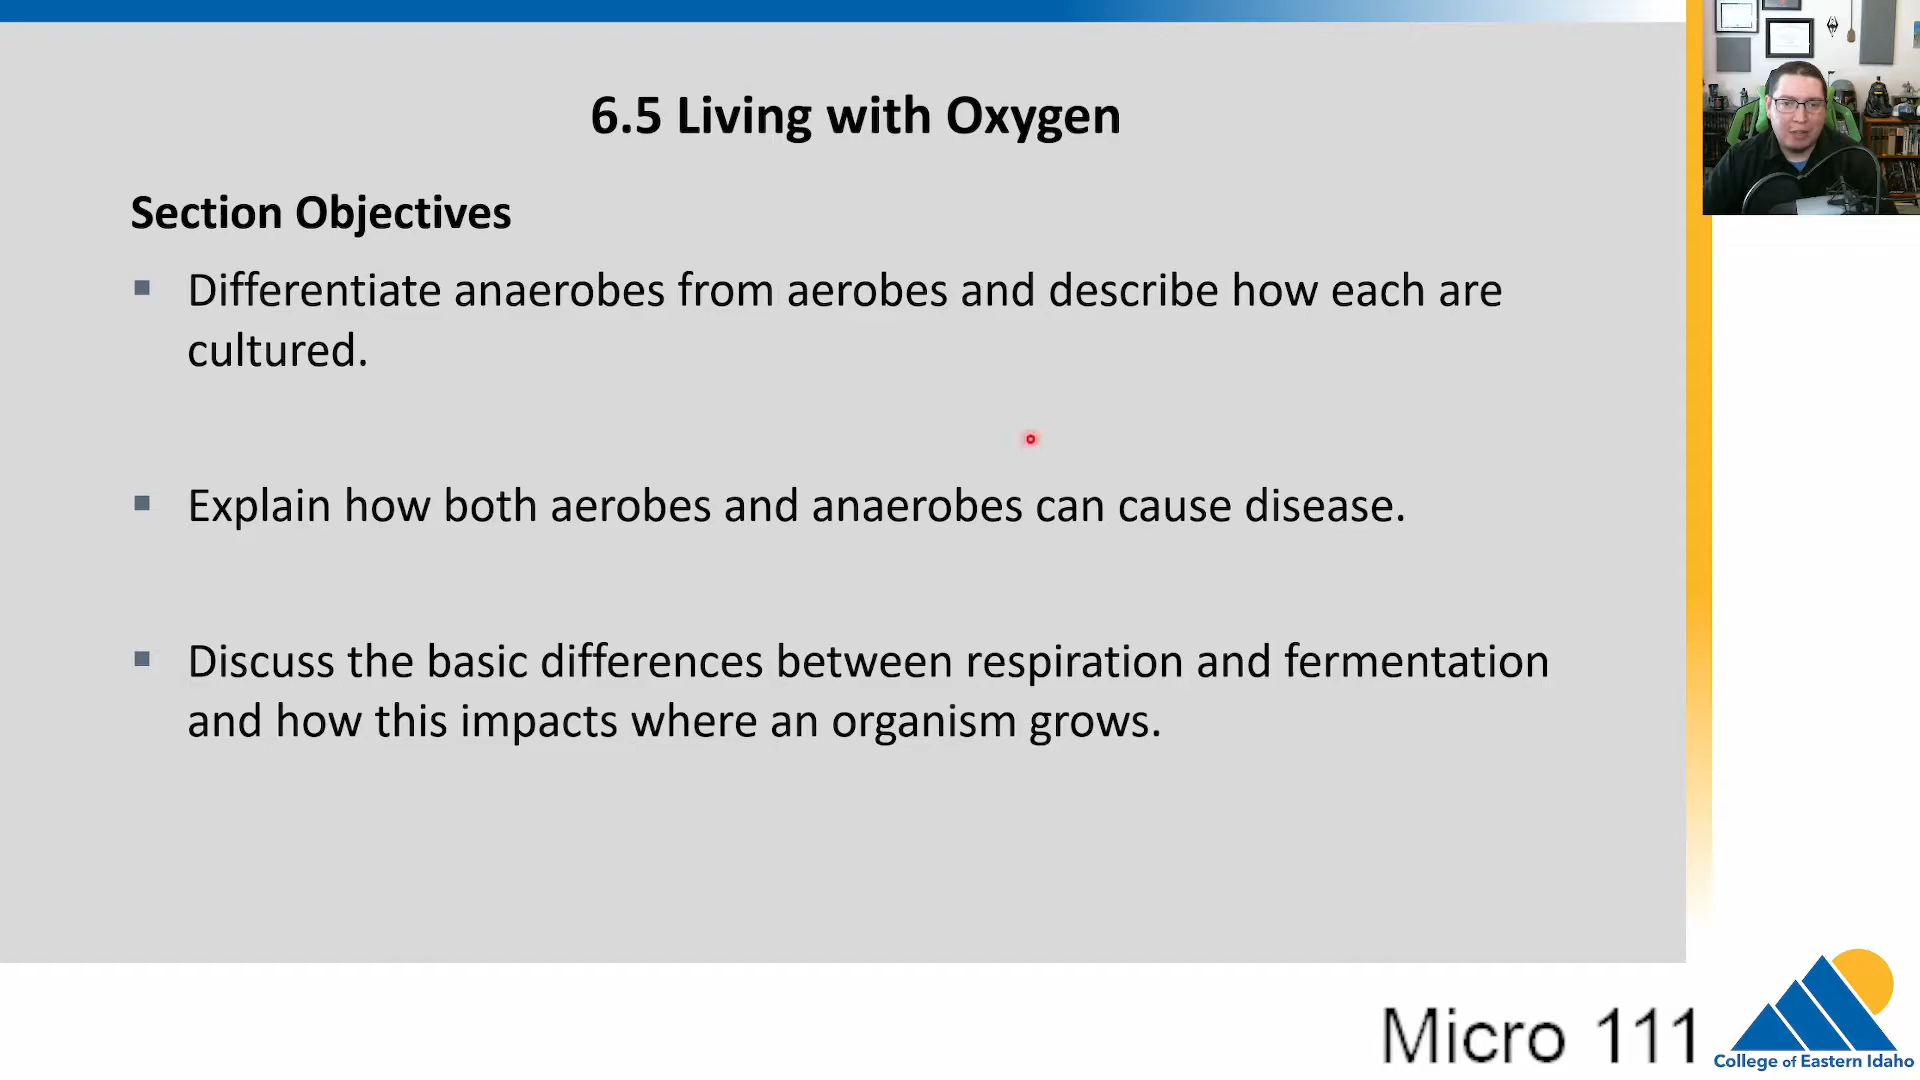 6.5 Living with Oxygen
Section Objectives
▪ Differentiate anaerobes from aerobes and describe how each are
cultured.
▪ Explain how both aerobes and anaerobes can cause disease.
▪ Discuss the basic differences between respiration and fermentation
and how this impacts where an organism grows.
Micro 111
College of Eastern Idaho